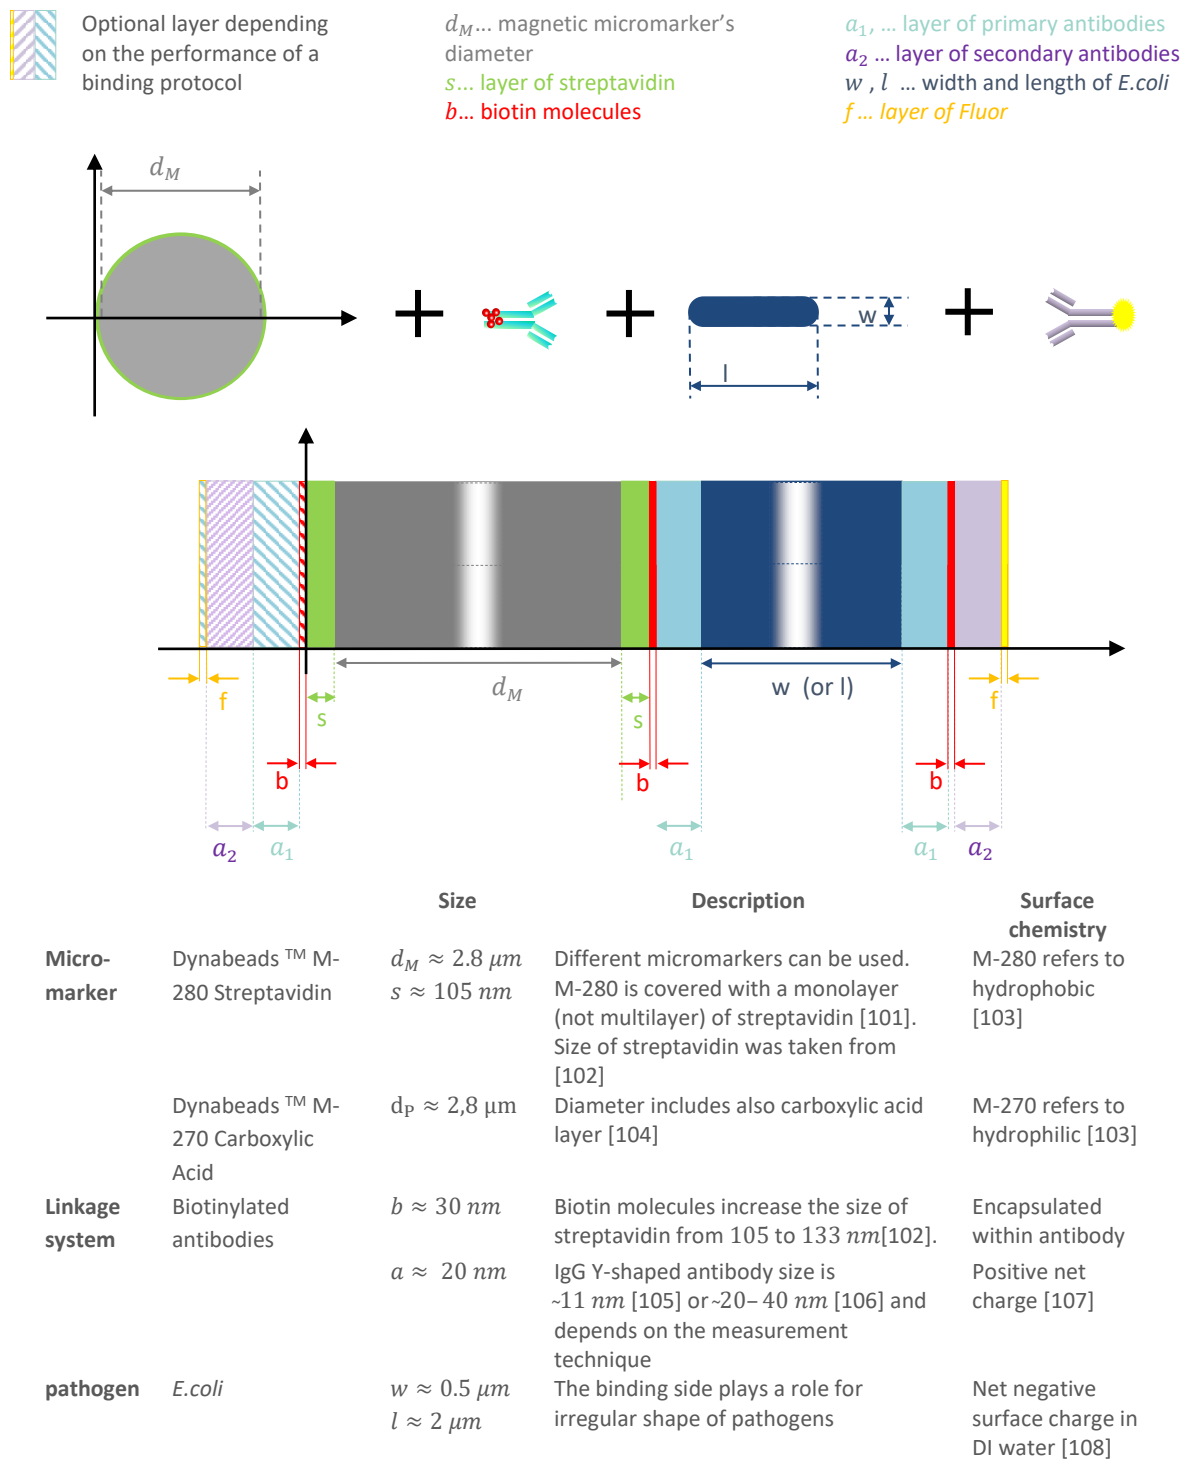 Optional layer depending
on the performance of a
binding protocol
d_M... magnetic micromarker's
diameter
s... layer of streptavidin
b... biotin molecules
a_1, ... layer of primary antibodies
a_2 ... layer of secondary antibodies
w , l ... width and length of E.coli
f ... layer of Fluor
d_M
w
l
f
s
d_M
s
w (or l)
f
b
b
b
a_2
a_1
a_1
a_1
a_2
Size
Description
Surface
chemistry
Micro-
marker
Dynabeads ™ M-
280 Streptavidin
d_M ≈ 2.8 μm
s ≈ 105 nm
Different micromarkers can be used.
M-280 is covered with a monolayer
(not multilayer) of streptavidin [101].
Size of streptavidin was taken from
[102]
M-280 refers to
hydrophobic
[103]
Dynabeads ™ M-
270 Carboxylic
Acid
d_P ≈ 2,8 μm
Diameter includes also carboxylic acid
layer [104]
M-270 refers to
hydrophilic [103]
Linkage
system
Biotinylated
antibodies
b ≈ 30 nm
Biotin molecules increase the size of
streptavidin from 105 to 133 nm[102].
Encapsulated
within antibody
a ≈ 20 nm
IgG Y-shaped antibody size is
~11 nm [105] or ~20– 40 nm [106] and
depends on the measurement
technique
Positive net
charge [107]
pathogen
E.coli
w ≈ 0.5 μm
l ≈ 2 μm
The binding side plays a role for
irregular shape of pathogens
Net negative
surface charge in
DI water [108]